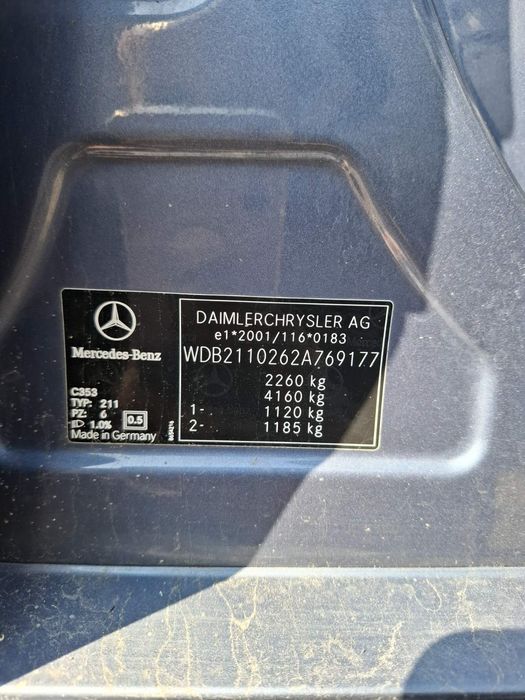 Mercedes-Benz
C353
TYP: 211
PZ: 6
1.0%
0.5
Made in Germany
DAIMLERCHRYSLER AG
e1*2001/116*0183
WDB2110262A769177
2260 kg
4160 kg
1- 1120 kg
2- 1185 kg